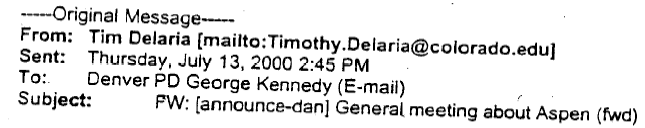 -----Original Message-----
From: Tim Delaria [mailto:Timothy.Delaria@colorado.edu]
Sent: Thursday, July 13, 2000 2:45 PM
To: Denver PD George Kennedy (E-mail)
Subject: FW: [announce-dan] General meeting about Aspen (fwd)